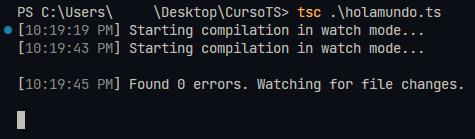 PS C:\Users\ \Desktop\CursoTS> tsc .\holamundo.ts
[10:19:19 PM] Starting compilation in watch mode...
[10:19:43 PM] Starting compilation in watch mode...
[10:19:45 PM] Found 0 errors. Watching for file changes.